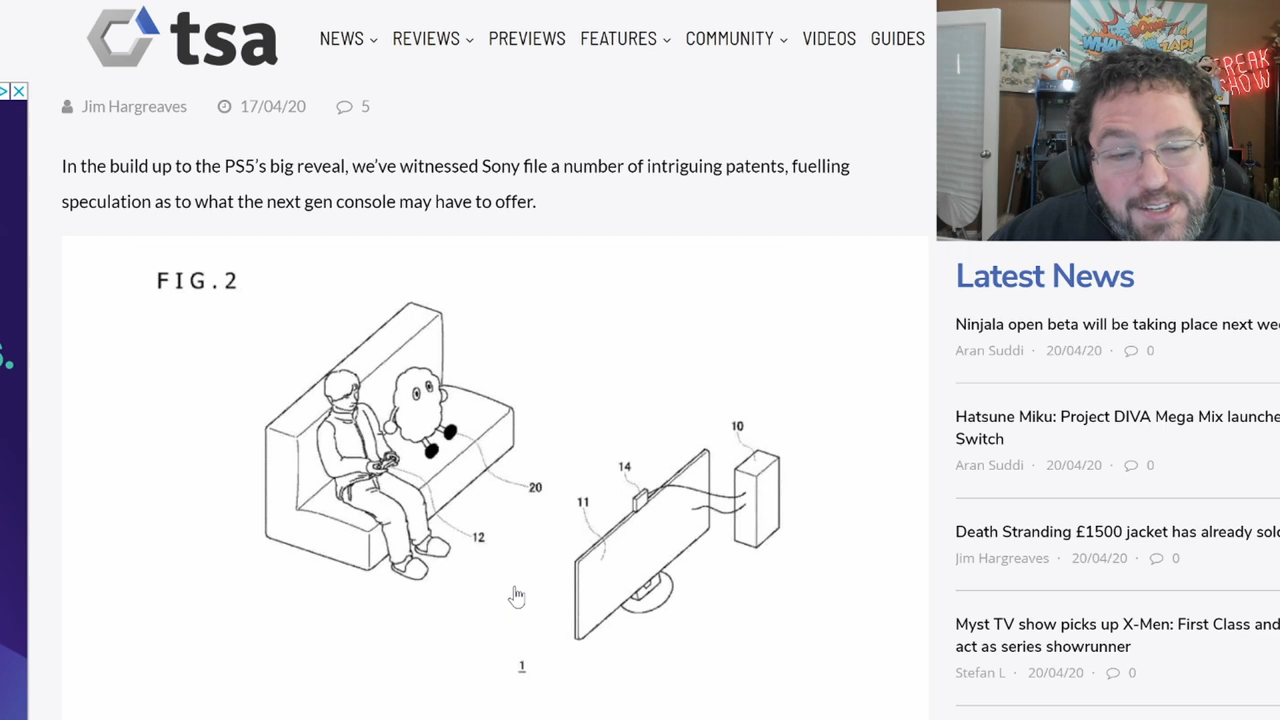 tsa
NEWS REVIEWS PREVIEWS FEATURES COMMUNITY VIDEOS GUIDES
Jim Hargreaves 17/04/20 5
In the build up to the PS5's big reveal, we've witnessed Sony file a number of intriguing patents, fuelling
speculation as to what the next gen console may have to offer.
FIG.2
10
14
11
20
12
1
FREAK
SHOW
Latest News
Ninjala open beta will be taking place next
Aran Suddi · 20/04/20 · 0
Hatsune Miku: Project DIVA Mega Mix
Switch
Aran Suddi · 20/04/20 · 0
Death Stranding £1500 jacket has already
Jim Hargreaves · 20/04/20 · 0
Myst TV show picks up X-Men: First Class and
act as series showrunner
Stefan L · 20/04/20 · 0